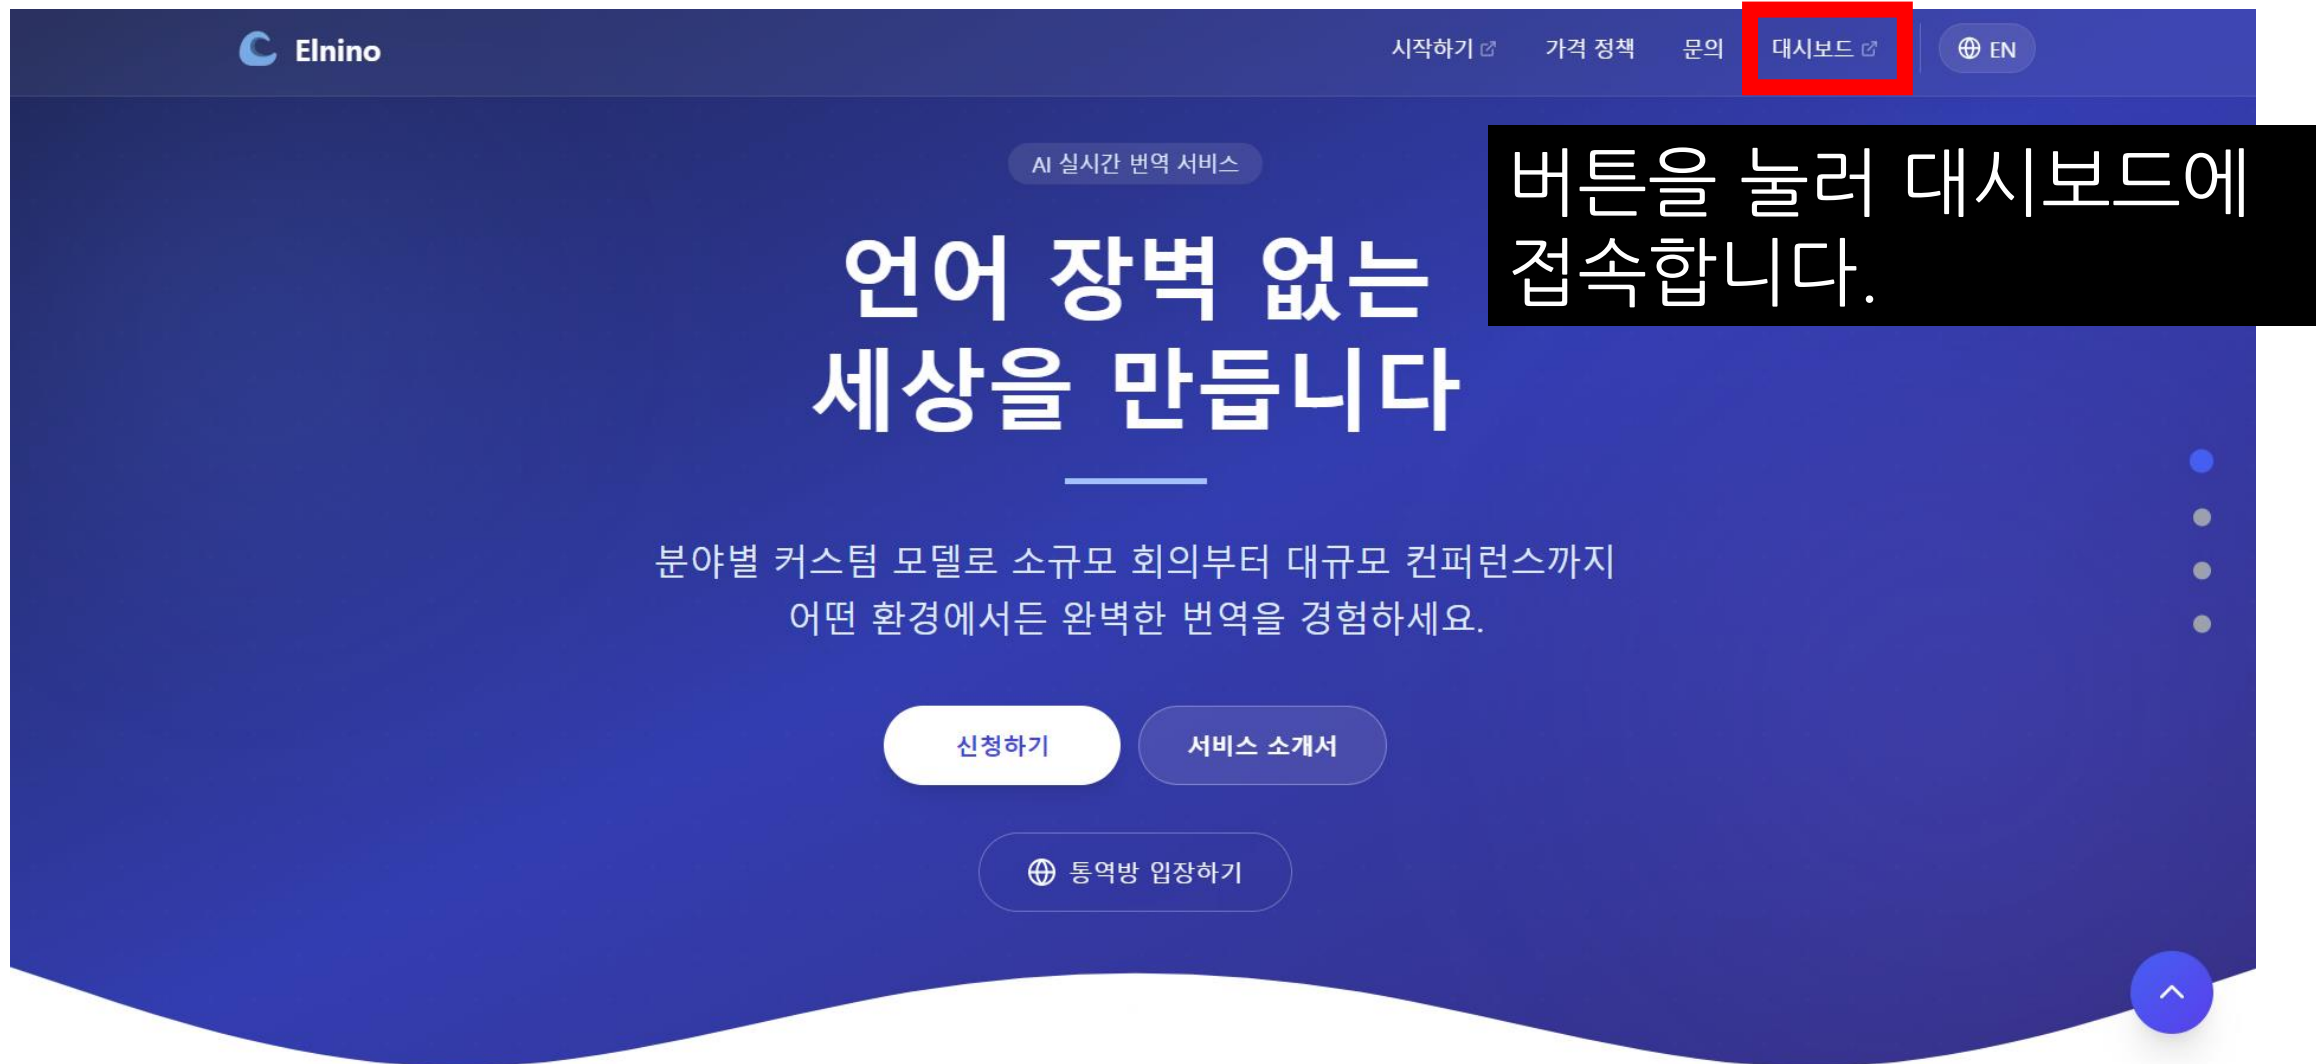 Elnino
시작하기
가격 정책
문의
대시보드
EN
버튼을 눌러 대시보드에
접속합니다.
AI 실시간 번역 서비스
언어 장벽 없는
세상을 만듭니다
분야별 커스텀 모델로 소규모 회의부터 대규모 컨퍼런스까지
어떤 환경에서든 완벽한 번역을 경험하세요.
신청하기
서비스 소개서
통역방 입장하기